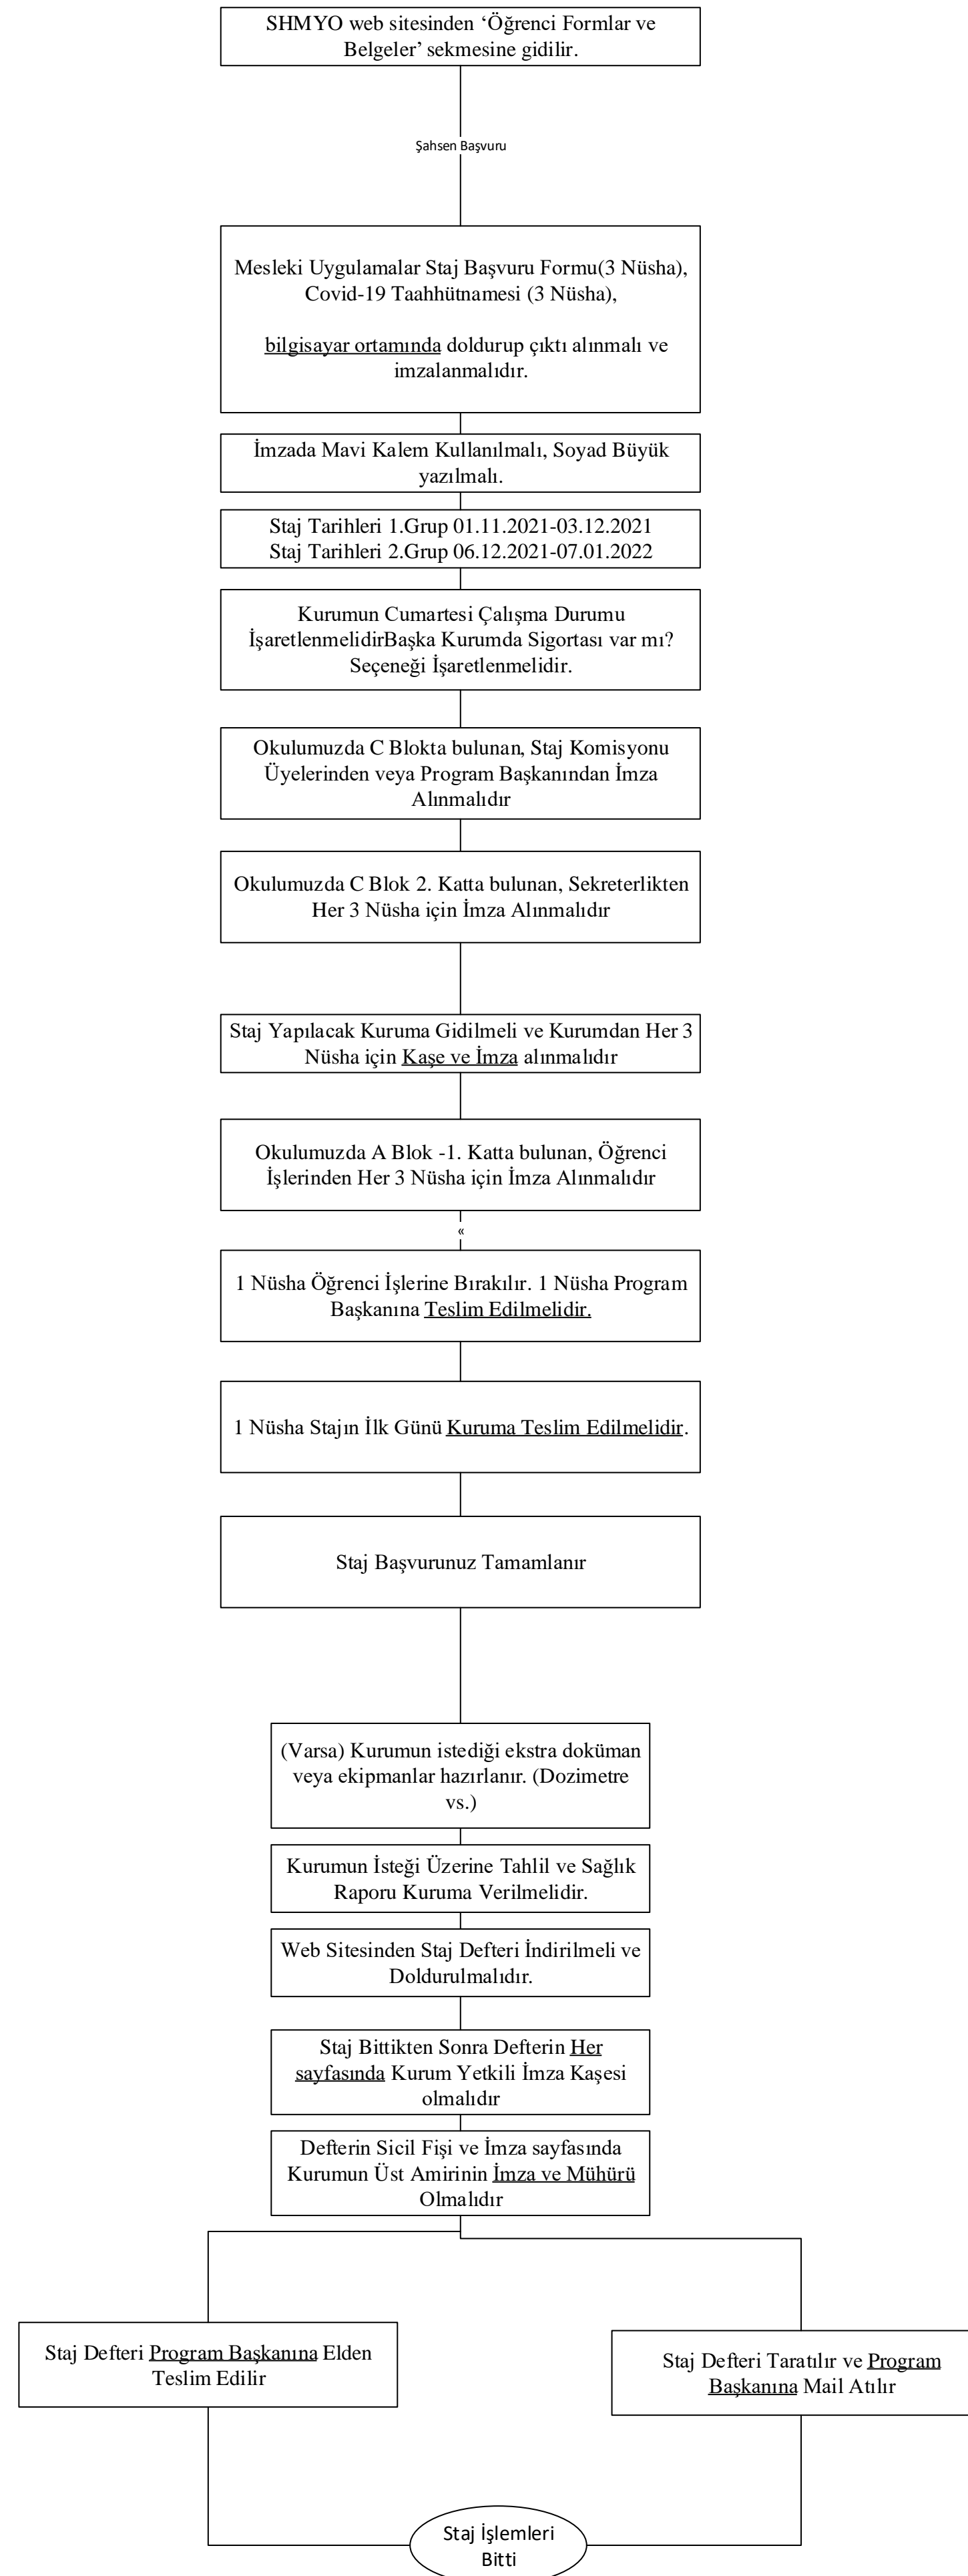 SHMYO web sitesinden ‘Öğrenci Formlar ve
Belgeler’ sekmesine gidilir.
Şahsen Başvuru
Mesleki Uygulamalar Staj Başvuru Formu(3 Nüsha),
Covid-19 Taahhütnamesi (3 Nüsha),
bilgisayar ortamında doldurup çıktı alınmalı ve
imzalanmalıdır.
İmzada Mavi Kalem Kullanılmalı, Soyad Büyük
yazılmalı.
Staj Tarihleri 1.Grup 01.11.2021-03.12.2021
Staj Tarihleri 2.Grup 06.12.2021-07.01.2022
Kurumun Cumartesi Çalışma Durumu
İşaretlenmelidirBaşka Kurumda Sigortası var mı?
Seçeneği İşaretlenmelidir.
Okulumuzda C Blokta bulunan, Staj Komisyonu
Üyelerinden veya Program Başkanından İmza
Alınmalıdır
Okulumuzda C Blok 2. Katta bulunan, Sekreterlikten
Her 3 Nüsha için İmza Alınmalıdır
Staj Yapılacak Kuruma Gidilmeli ve Kurumdan Her 3
Nüsha için Kaşe ve İmza alınmalıdır
Okulumuzda A Blok -1. Katta bulunan, Öğrenci
İşlerinden Her 3 Nüsha için İmza Alınmalıdır
«
1 Nüsha Öğrenci İşlerine Bırakılır. 1 Nüsha Program
Başkanına Teslim Edilmelidir.
1 Nüsha Stajın İlk Günü Kuruma Teslim Edilmelidir.
Staj Başvurunuz Tamamlanır
(Varsa) Kurumun istediği ekstra doküman
veya ekipmanlar hazırlanır. (Dozimetre
vs.)
Kurumun İsteği Üzerine Tahlil ve Sağlık
Raporu Kuruma Verilmelidir.
Web Sitesinden Staj Defteri İndirilmeli ve
Doldurulmalıdır.
Staj Bittikten Sonra Defterin Her
sayfasında Kurum Yetkili İmza Kaşesi
olmalıdır
Defterin Sicil Fişi ve İmza sayfasında
Kurumun Üst Amirinin İmza ve Mühürü
Olmalıdır
Staj Defteri Program Başkanına Elden
Teslim Edilir
Staj Defteri Taratılır ve Program
Başkanına Mail Atılır
Staj İşlemleri
Bitti